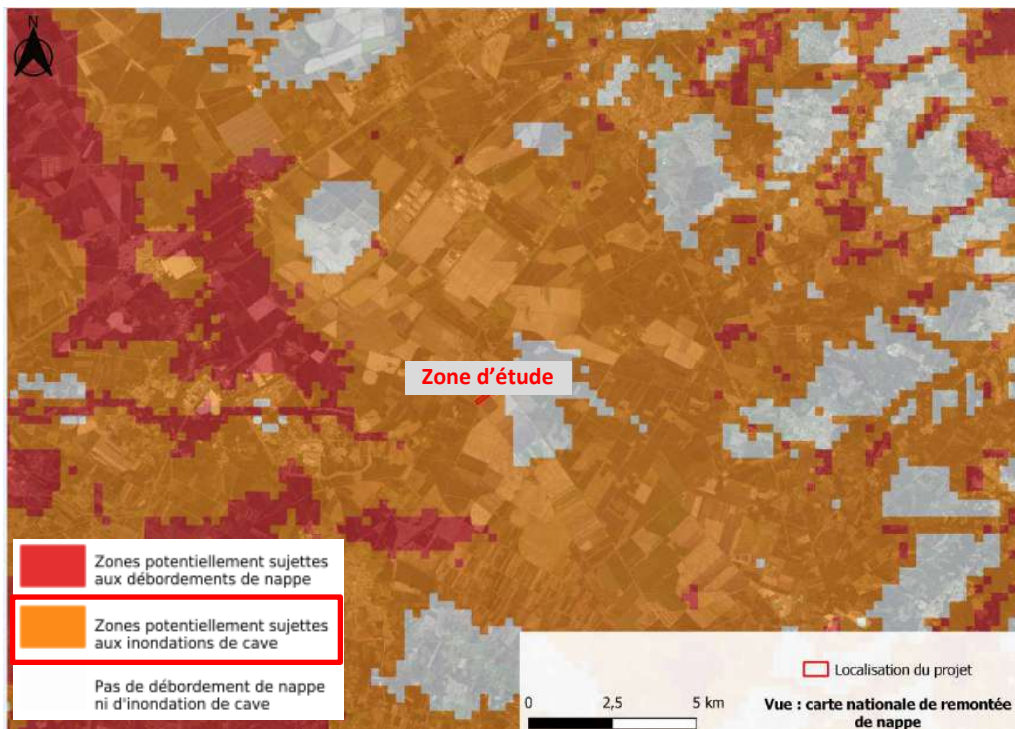 N
Zone d'étude
Zones potentiellement sujettes
aux débordements de nappe
Zones potentiellement sujettes
aux inondations de cave
Pas de débordement de nappe
ni d'inondation de cave
Localisation du projet
0 2,5 5 km
Vue : carte nationale de remontée
de nappe